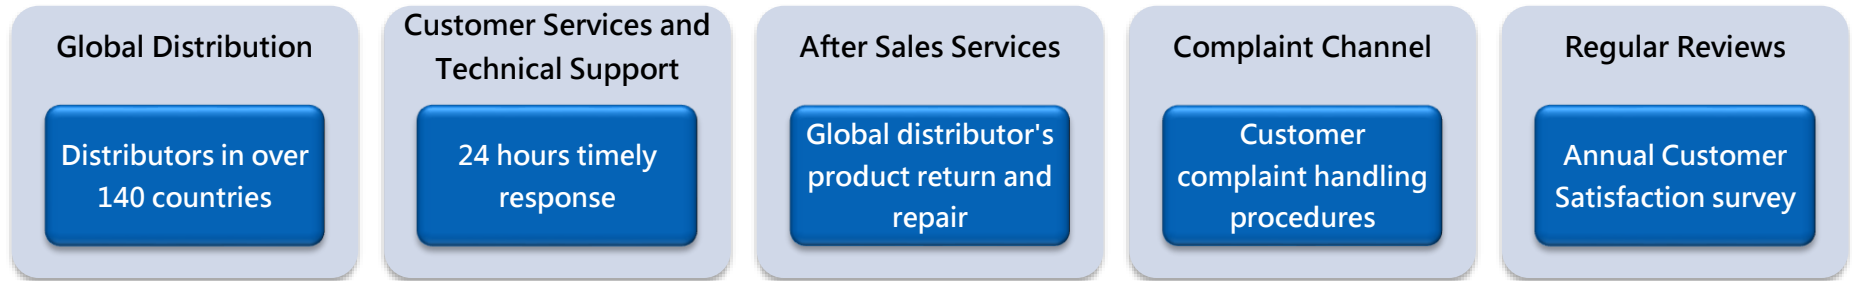 Global Distribution
Distributors in over
140 countries
Customer Services and
Technical Support
24 hours timely
response
After Sales Services
Global distributor's
product return and
repair
Complaint Channel
Customer
complaint handling
procedures
Regular Reviews
Annual Customer
Satisfaction survey